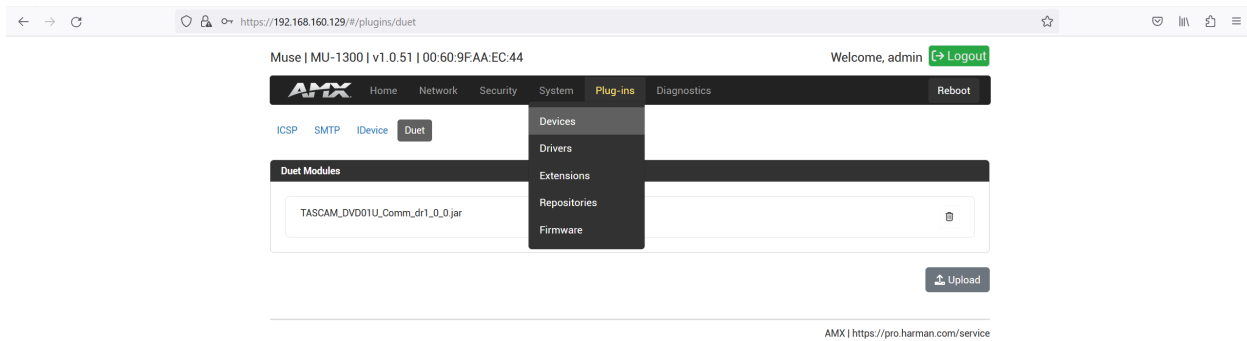 https://192.168.160.129/#/plugins/duet
Muse | MU-1300 | v1.0.51 | 00:60:9F:AA:EC:44
Welcome, admin Logout
AMX Home Network Security System Plug-ins Diagnostics Reboot
ICSP SMTP IDevice Duet
Devices
Drivers
Extensions
Repositories
Firmware
Duet Modules
TASCAM_DVD01U_Comm_dr1_0_0.jar
Upload
AMX | https://pro.harman.com/service